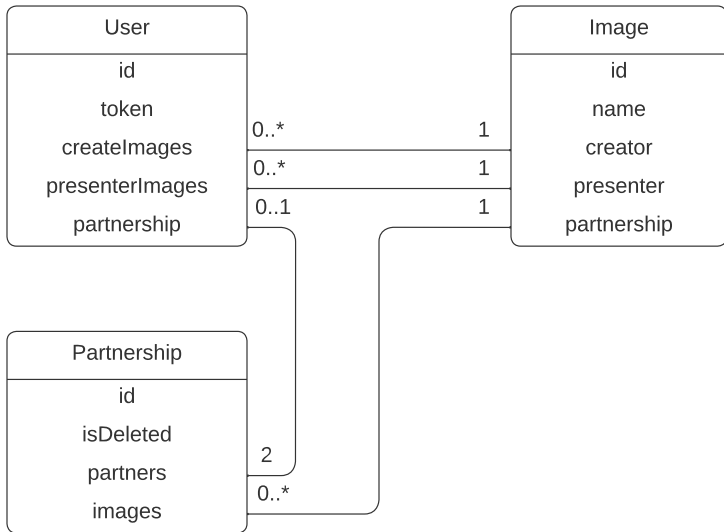 User
id
token
createImages
presenterImages
partnership
0..*
1
0..*
1
0..1
1
Image
id
name
creator
presenter
partnership
Partnership
id
isDeleted
partners
images
2
0..*